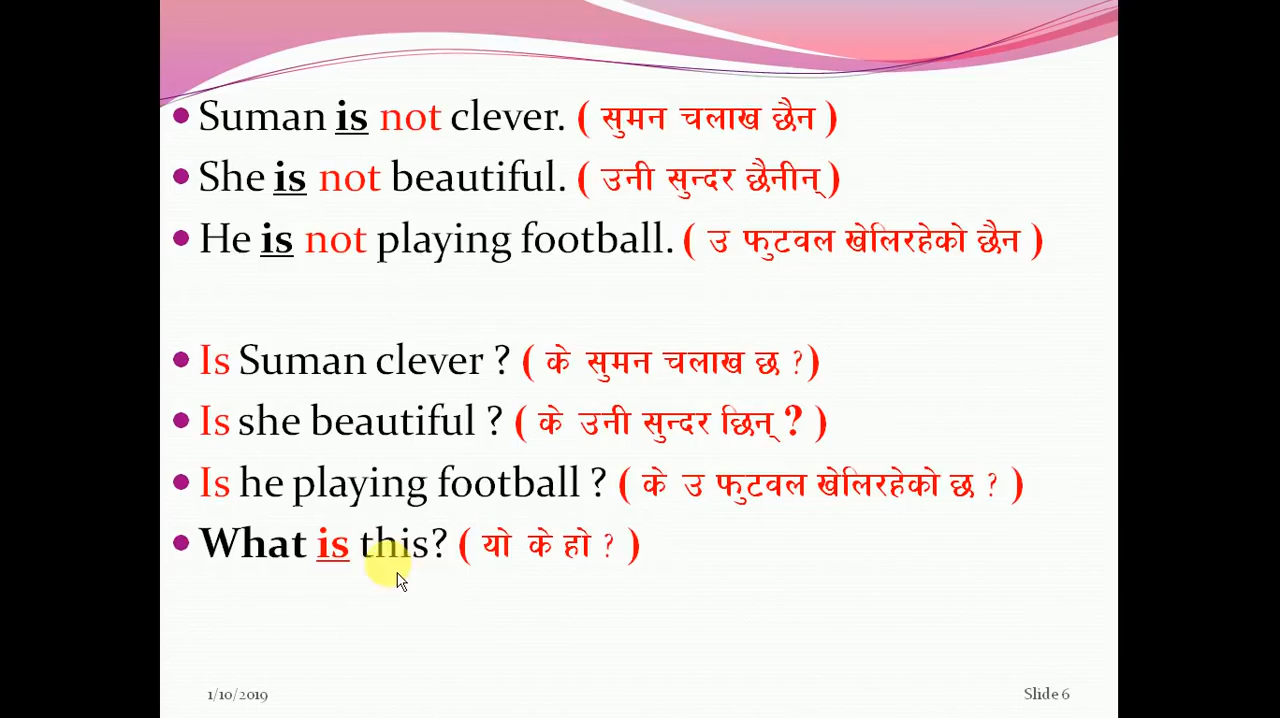 Suman is not clever. ( सुमन चलाख छैन )
She is not beautiful. ( उनी सुन्दर छैनीन् )
He is not playing football. ( उ फुटवल खेलिरहेको छैन )
Is Suman clever ? ( के सुमन चलाख छ ?)
Is she beautiful ? ( के उनी सुन्दर छिन् ? )
Is he playing football ? ( के उ फुटवल खेलिरहेको छ ? )
What is this? ( यो के हो ? )
1/10/2019
Slide 6